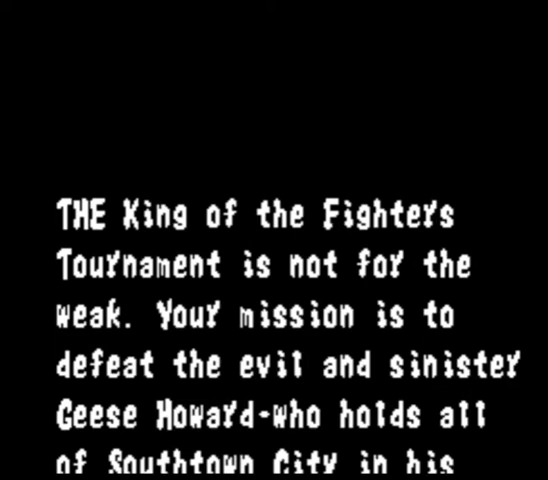 THE King of the Fighters
Tournament is not for the
weak. Your mission is to
defeat the evil and sinister
Geese Howard-who holds all
of Southtown City in his